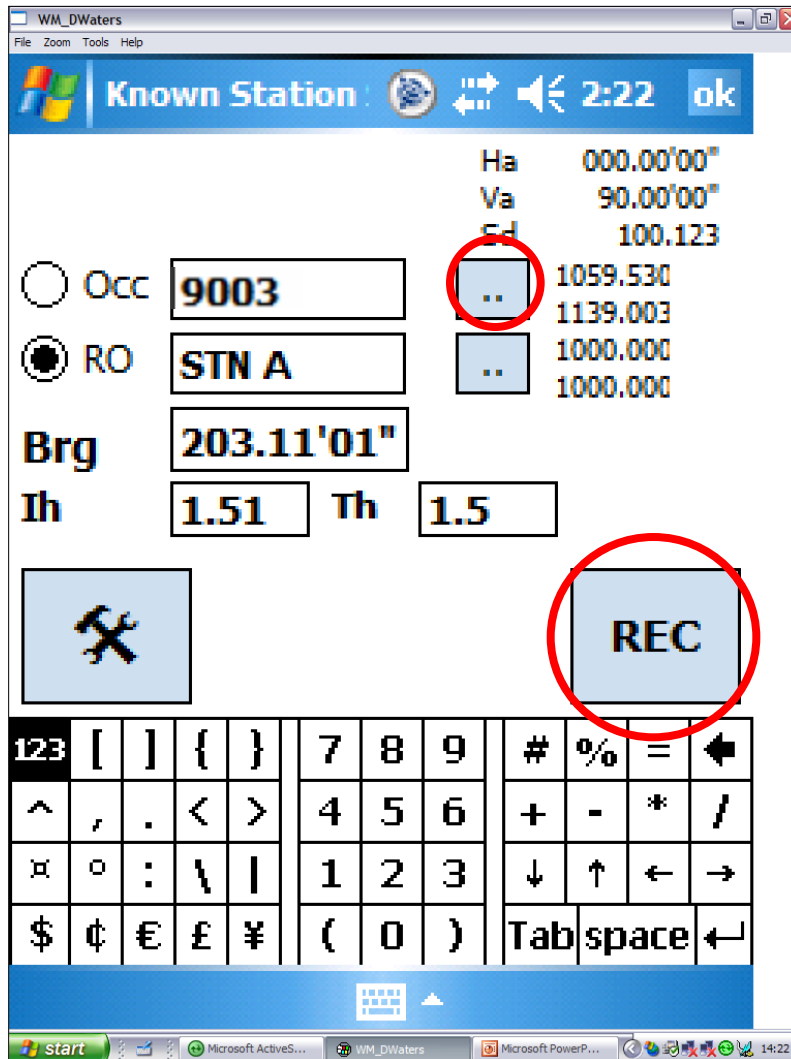 WM_DWaters
File Zoom Tools Help
Known Station : 2:22 ok
Ha 000.00'00"
Va 90.00'00"
Sd 100.123
Occ 9003 .. 1059.530
1139.003
RO STN A .. 1000.000
1000.000
Brg 203.11'01"
Ih 1.51 Th 1.5
REC
123 [ ] { } 7 8 9 # % =
^ , . < > 4 5 6 + - * /
¤ º : \ | 1 2 3 ↓ ↑ ← →
$ ¢ € £ ¥ ( 0 ) Tab space
start Microsoft ActiveS... WM_DWaters Microsoft PowerP... 14:22